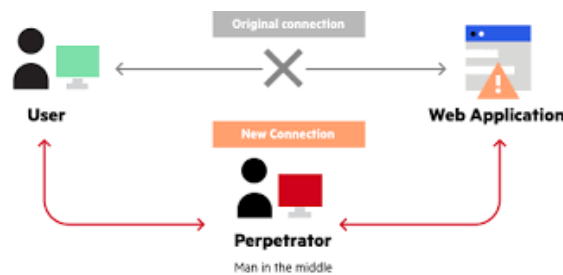 Original connection
User
Web Application
New Connection
Perpetrator
Man in the middle